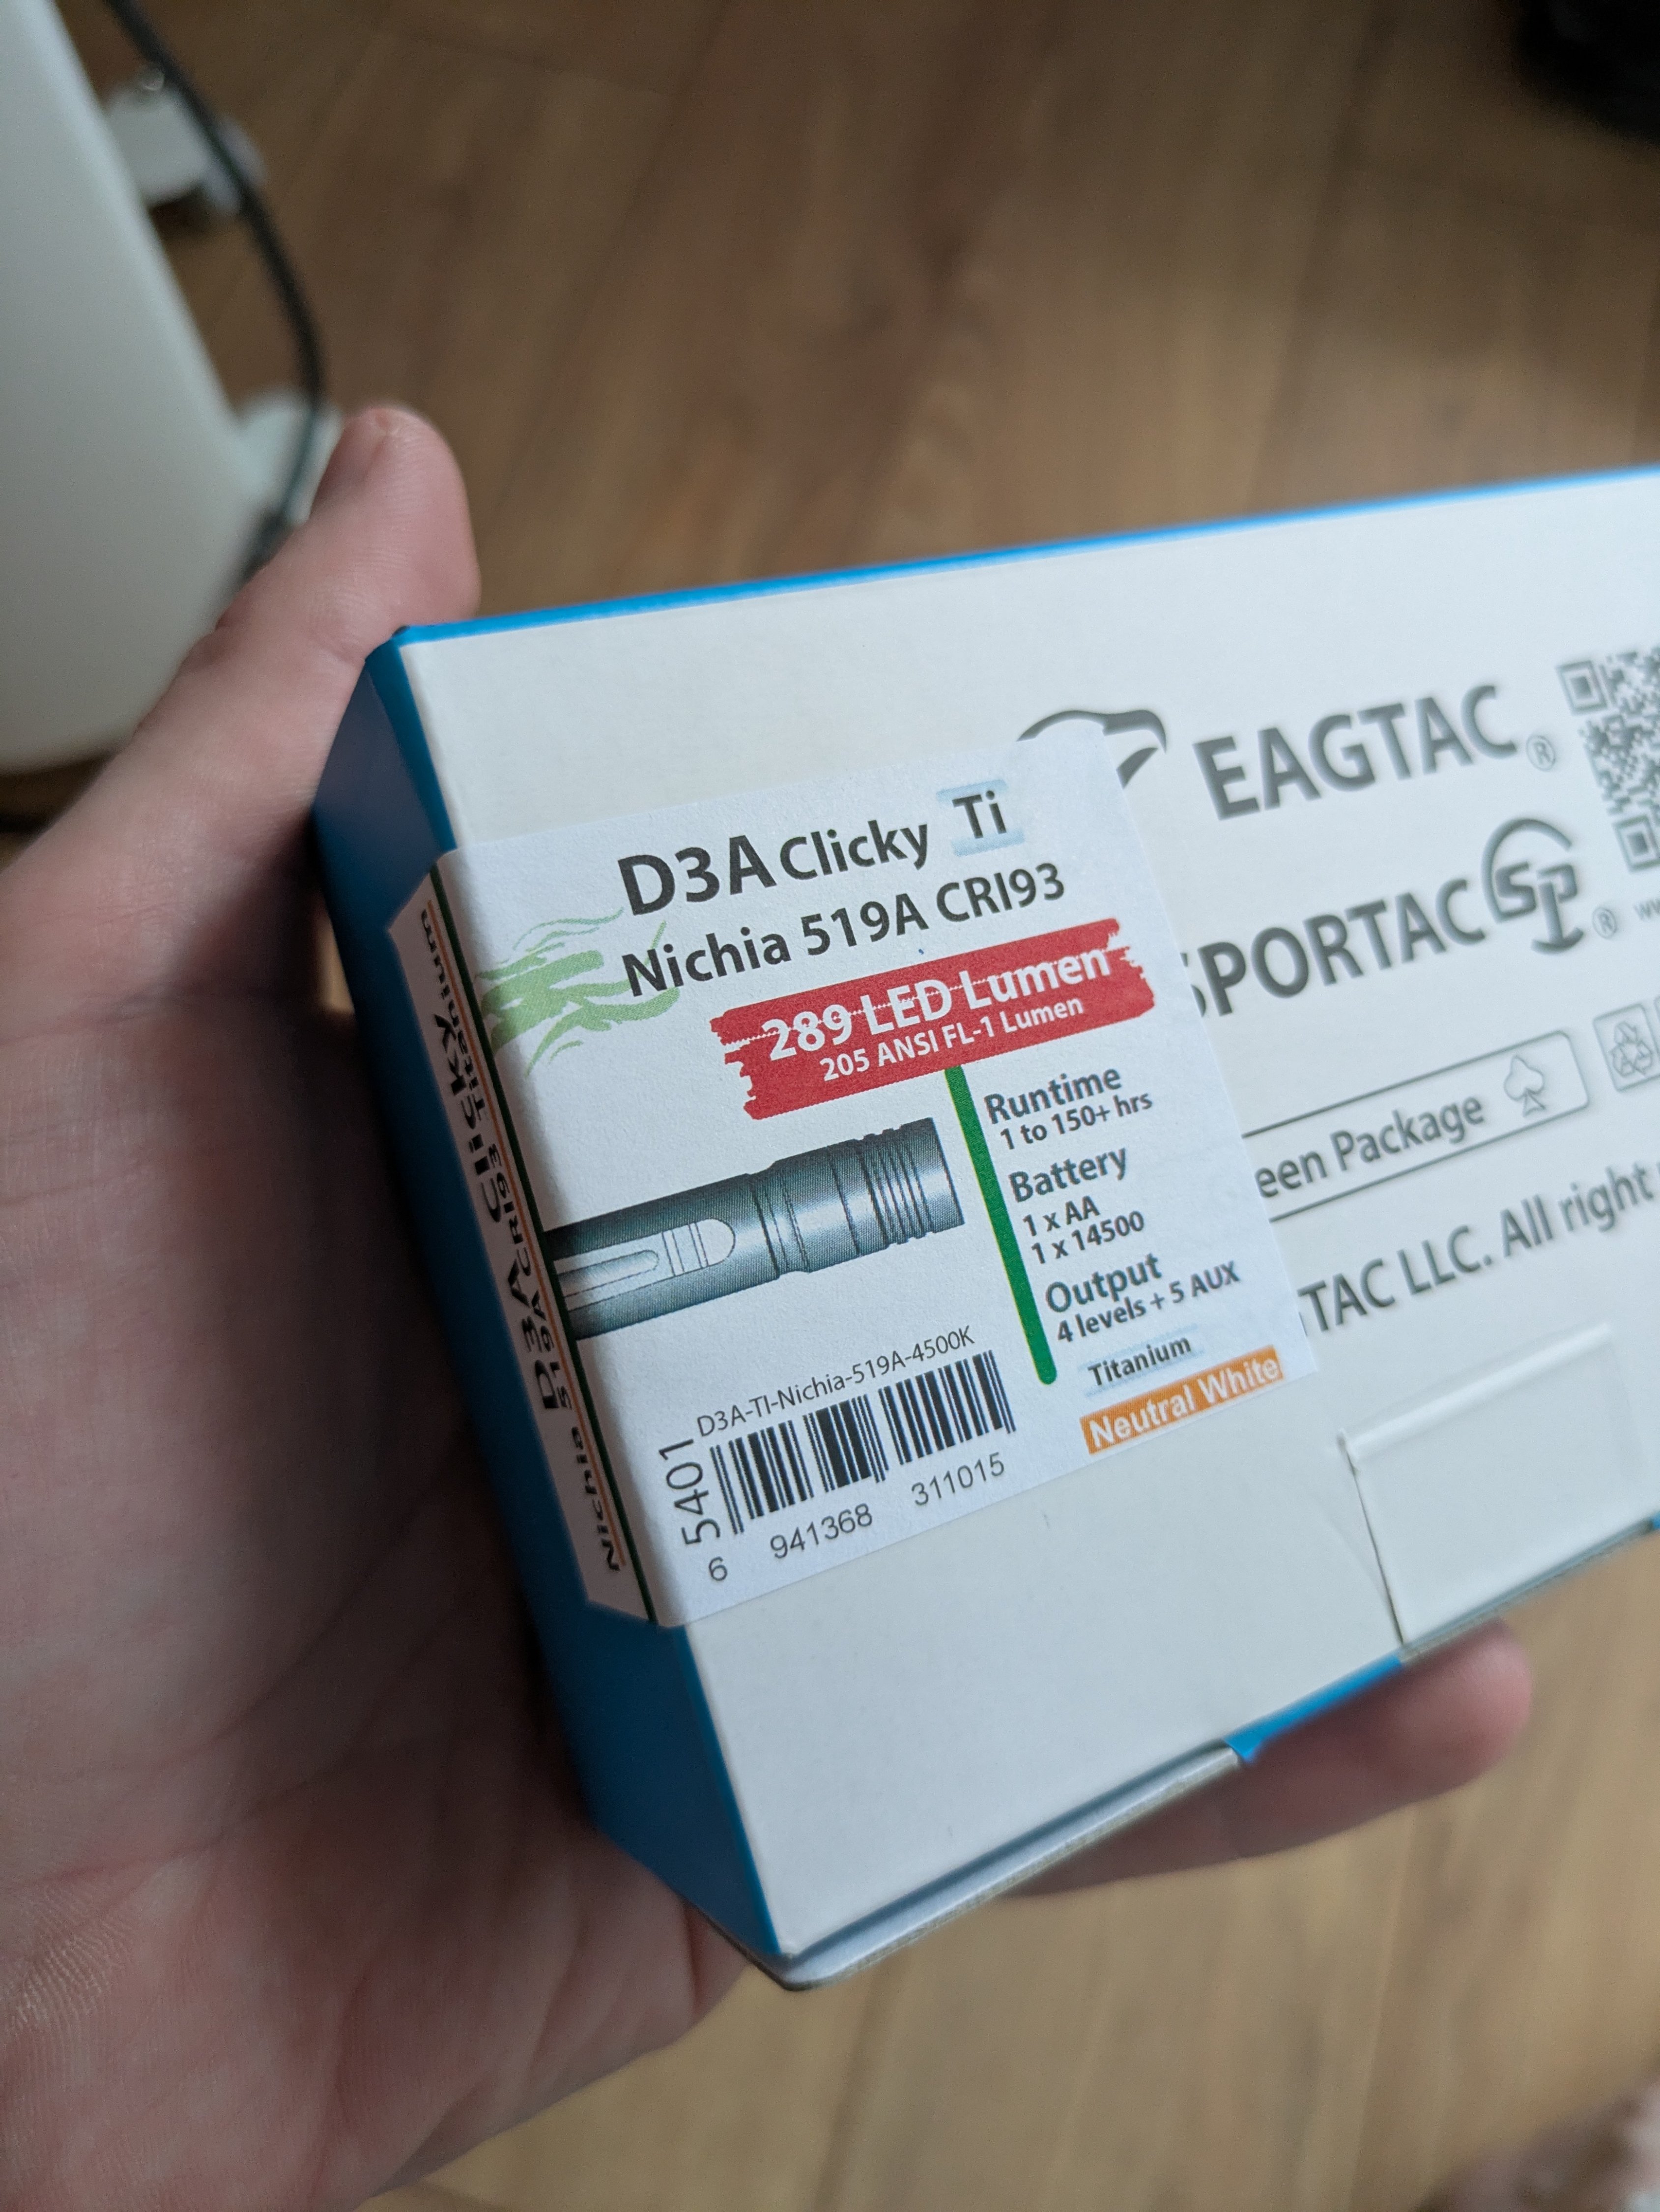 EAGTAC®
SPORTAC SP®
een Package
TAC LLC. All right
D3A Clicky Ti
Nichia 519A CRI93
289 LED Lumen
205 ANSI FL-1 Lumen
Runtime
1 to 150+ hrs
Battery
1 x AA
1 x 14500
Output
4 levels + 5 AUX
Titanium
Neutral White
D3A-TI-Nichia-519A-4500K
5401
6 941368 311015
D3A Clicky
Nichia 519A CRI93 Titanium